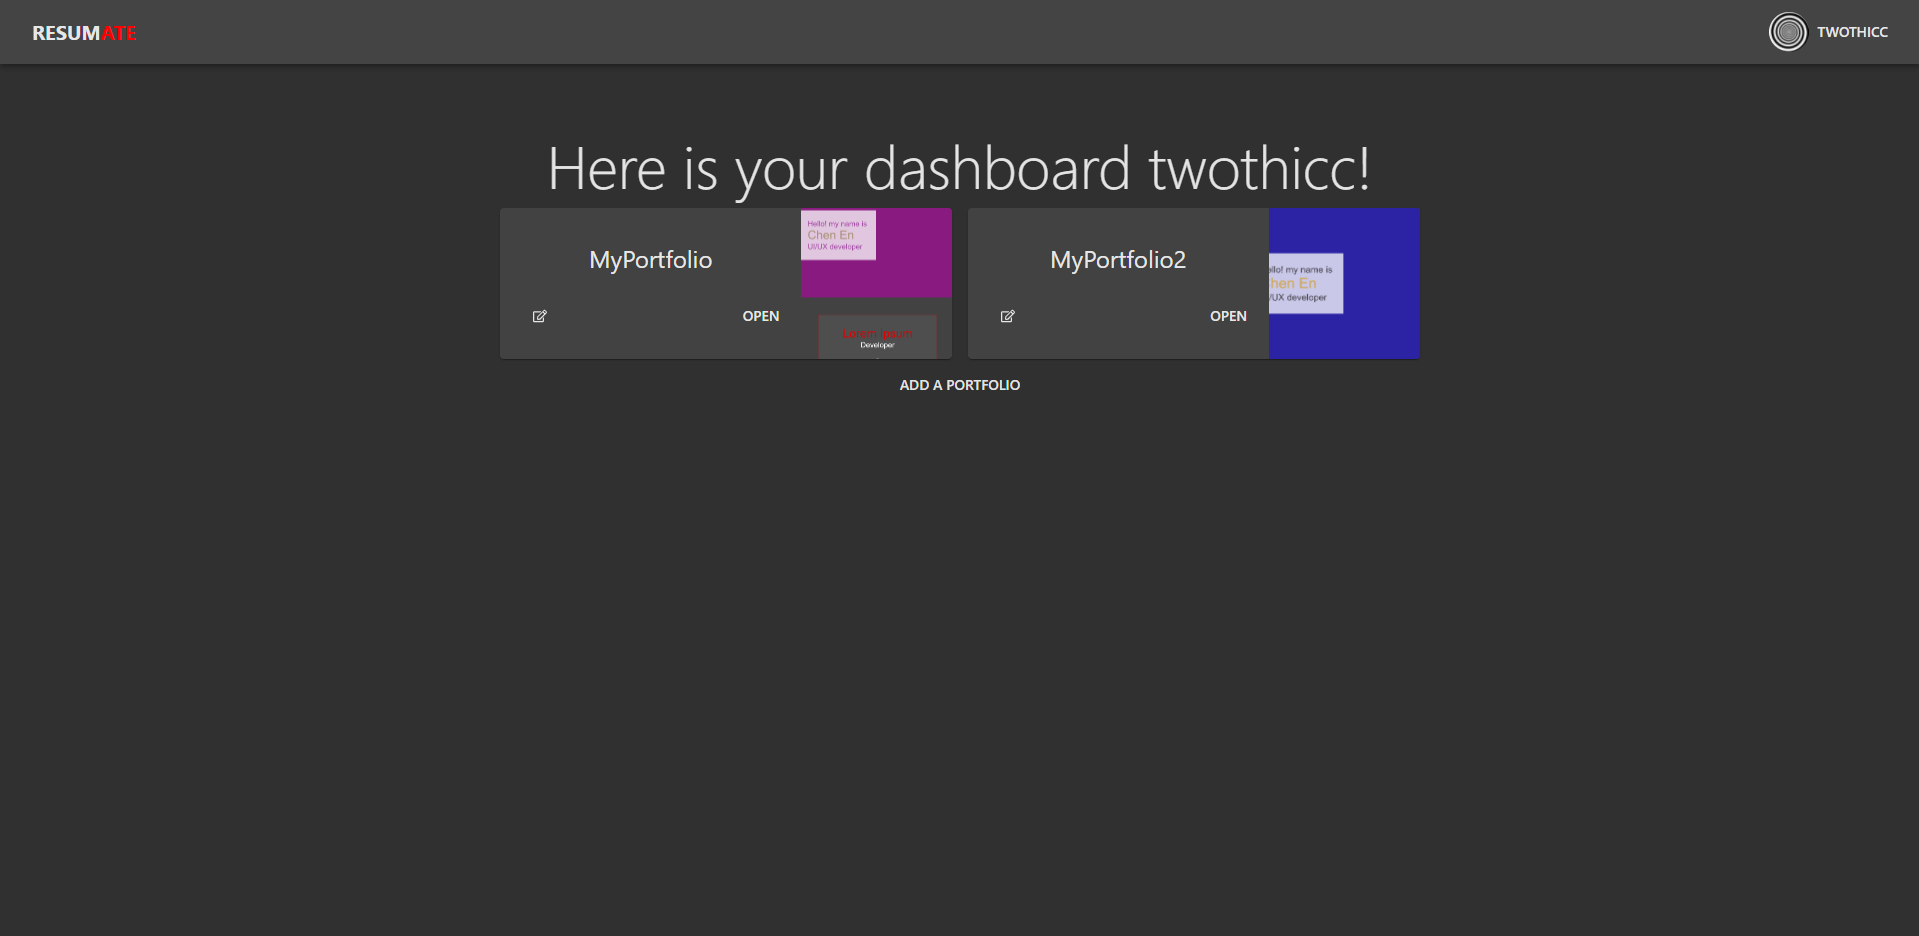 RESUMATE
TWOTHICC
Here is your dashboard twothicc!
MyPortfolio
OPEN
Hello! my name is
Chen En
UI/UX developer
Lorem Ipsum
Developer
MyPortfolio2
OPEN
ello! my name is
hen En
/UX developer
ADD A PORTFOLIO